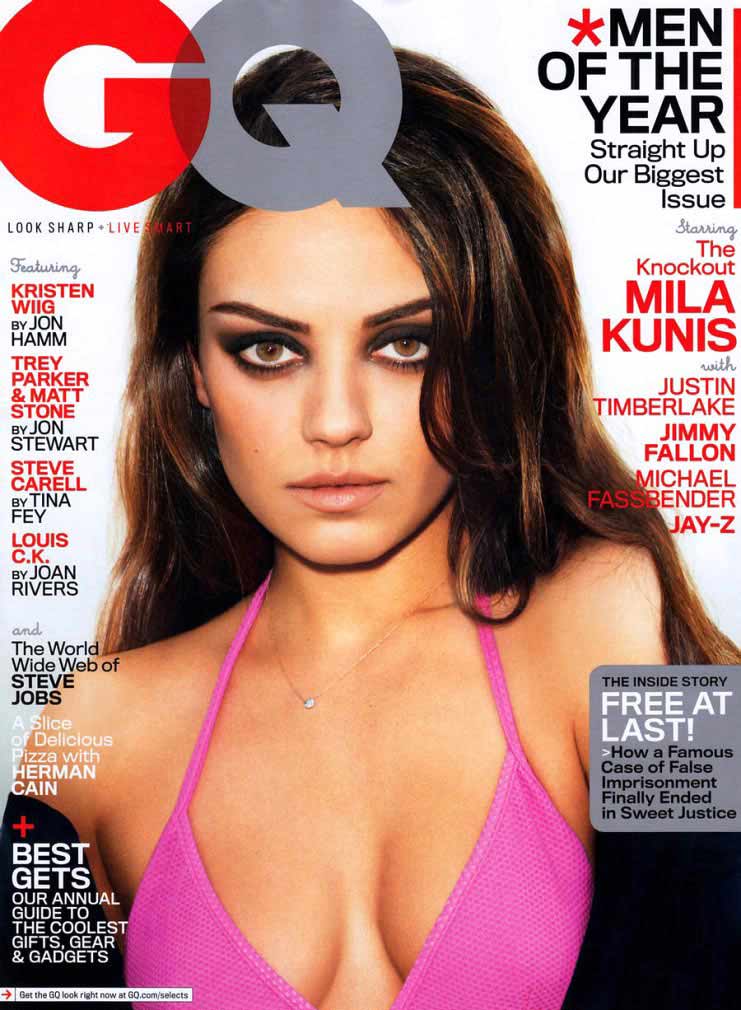 GQ
LOOK SHARP + LIVE SMART
*MEN
OF THE
YEAR
Straight Up
Our Biggest
Issue
Starring
The
Knockout
MILA
KUNIS
with
JUSTIN
TIMBERLAKE
JIMMY
FALLON
MICHAEL
FASSBENDER
JAY-Z
Featuring
KRISTEN
WIIG
BY JON
HAMM
TREY
PARKER
& MATT
STONE
BY JON
STEWART
STEVE
CARELL
BY TINA
FEY
LOUIS
C.K.
BY JOAN
RIVERS
and
The World
Wide Web of
STEVE
JOBS
A Slice
of Delicious
Pizza with
HERMAN
CAIN
+
BEST
GETS
OUR ANNUAL
GUIDE TO
THE COOLEST
GIFTS, GEAR
& GADGETS
THE INSIDE STORY
FREE AT
LAST!
>How a Famous
Case of False
Imprisonment
Finally Ended
in Sweet Justice
→ Get the GQ look right now at GQ.com/selects